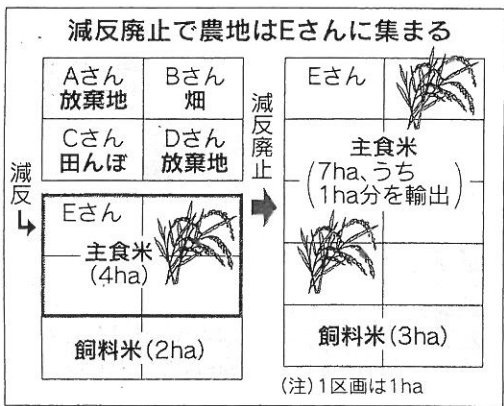 減反廃止で農地はEさんに集まる
Aさん
放棄地
Bさん
畑
Cさん
田んぼ
Dさん
放棄地
減反
Eさん
主食米
(4ha)
飼料米(2ha)
減反廃止
Eさん
主食米
(7ha、うち
1ha分を輸出)
飼料米(3ha)
(注)1区画は1ha